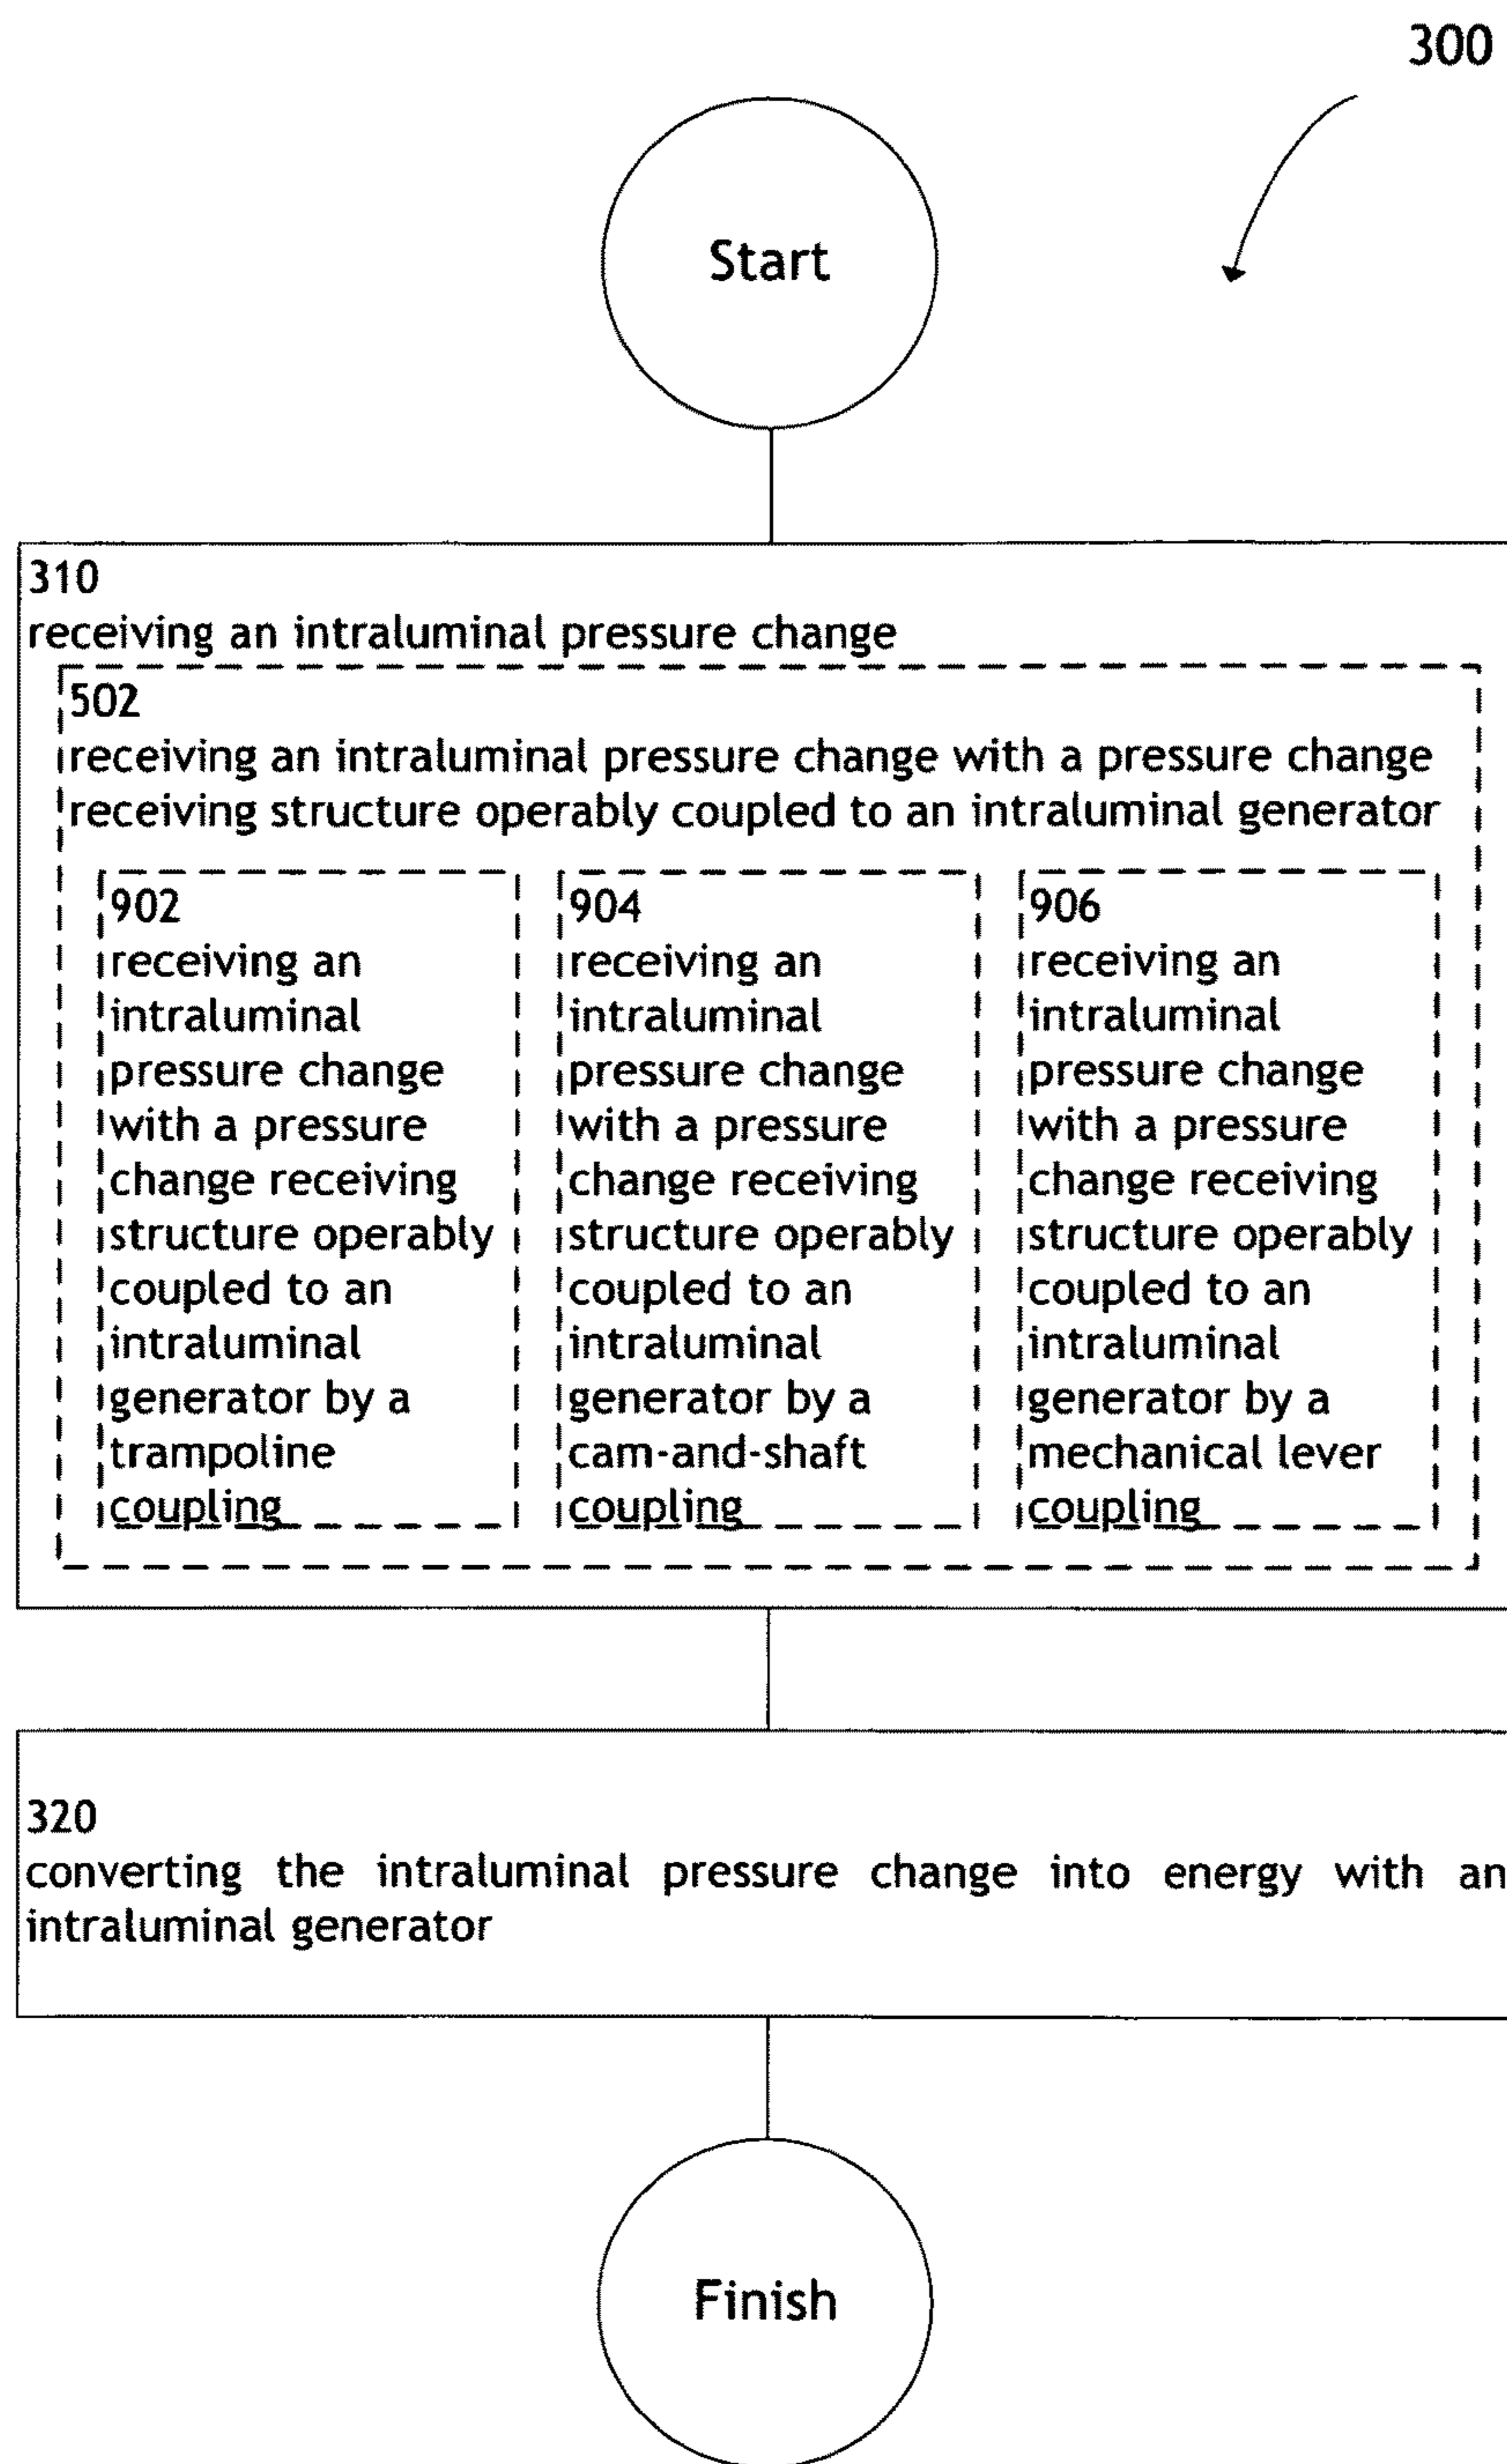 300
Start
310
receiving an intraluminal pressure change
502
receiving an intraluminal pressure change with a pressure change
receiving structure operably coupled to an intraluminal generator
902
receiving an
intraluminal
pressure change
with a pressure
change receiving
structure operably
coupled to an
intraluminal
generator by a
trampoline
coupling
904
receiving an
intraluminal
pressure change
with a pressure
change receiving
structure operably
coupled to an
intraluminal
generator by a
cam-and-shaft
coupling
906
receiving an
intraluminal
pressure change
with a pressure
change receiving
structure operably
coupled to an
intraluminal
generator by a
mechanical lever
coupling
320
converting the intraluminal pressure change into energy with an
intraluminal generator
Finish